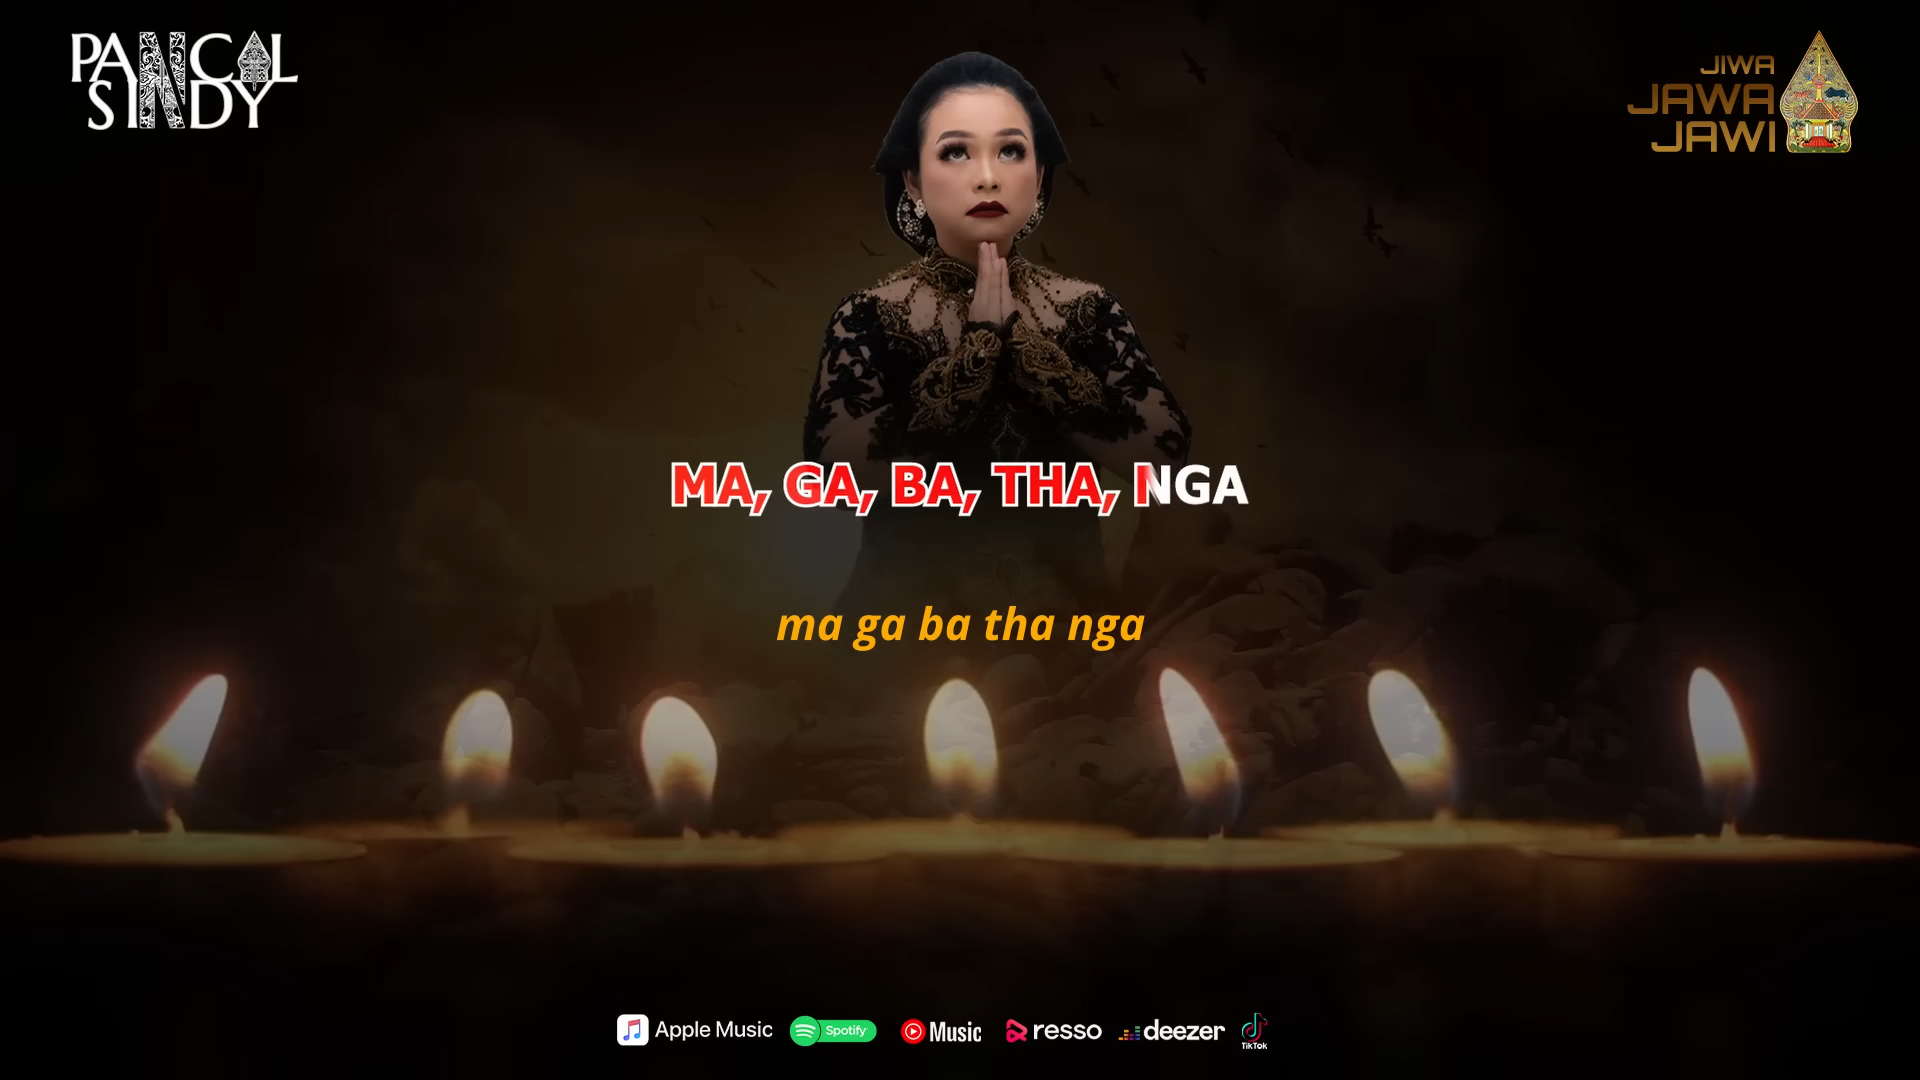 PANCAL
SINDY
JIWA
JAWA
JAWI
MA, GA, BA, THA, NGA
ma ga ba tha nga
Apple Music Spotify Music resso deezer TikTok